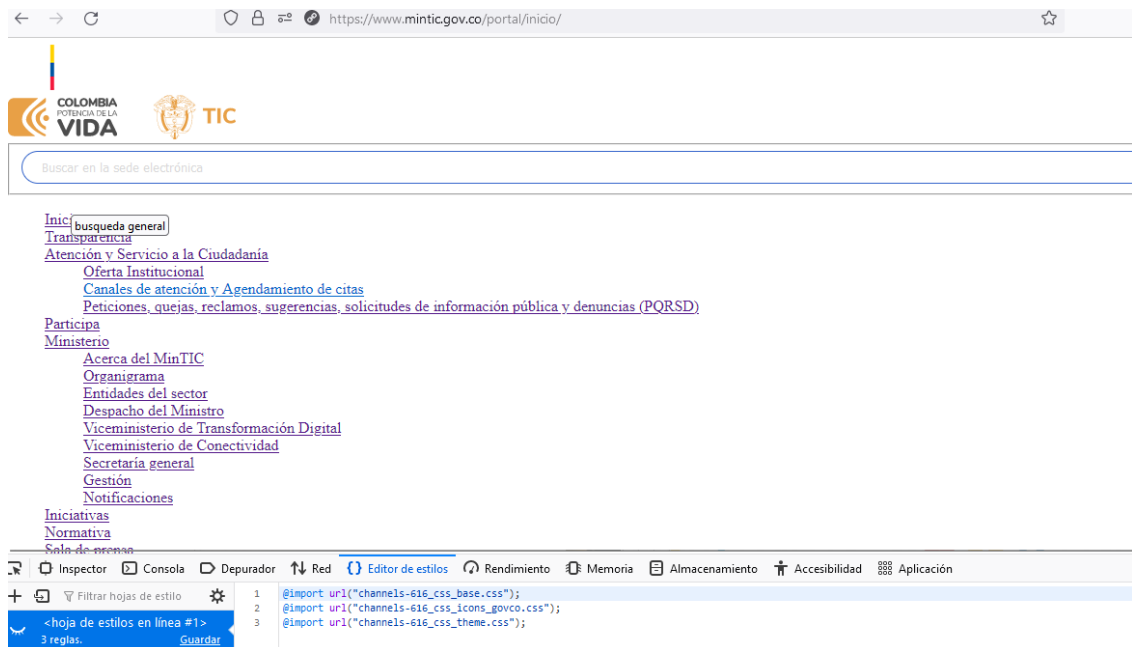 https://www.mintic.gov.co/portal/inicio/
COLOMBIA
POTENCIA DE LA
VIDA
TIC
Buscar en la sede electrónica
busqueda general
Transparencia
Atención y Servicio a la Ciudadanía
Oferta Institucional
Canales de atención y Agendamiento de citas
Peticiones, quejas, reclamos, sugerencias, solicitudes de información pública y denuncias (PQRSD)
Participa
Ministerio
Acerca del MinTIC
Organigrama
Entidades del sector
Despacho del Ministro
Viceministerio de Transformación Digital
Viceministerio de Conectividad
Secretaría general
Gestión
Notificaciones
Iniciativas
Normativa
Sala de prensa
Inspector Consola Depurador Red {} Editor de estilos Rendimiento Memoria Almacenamiento Accesibilidad Aplicación
Filtrar hojas de estilo
<hoja de estilos en línea #1>
3 reglas. Guardar
1 @import url("channels-616_css_base.css");
2 @import url("channels-616_css_icons_govco.css");
3 @import url("channels-616_css_theme.css");